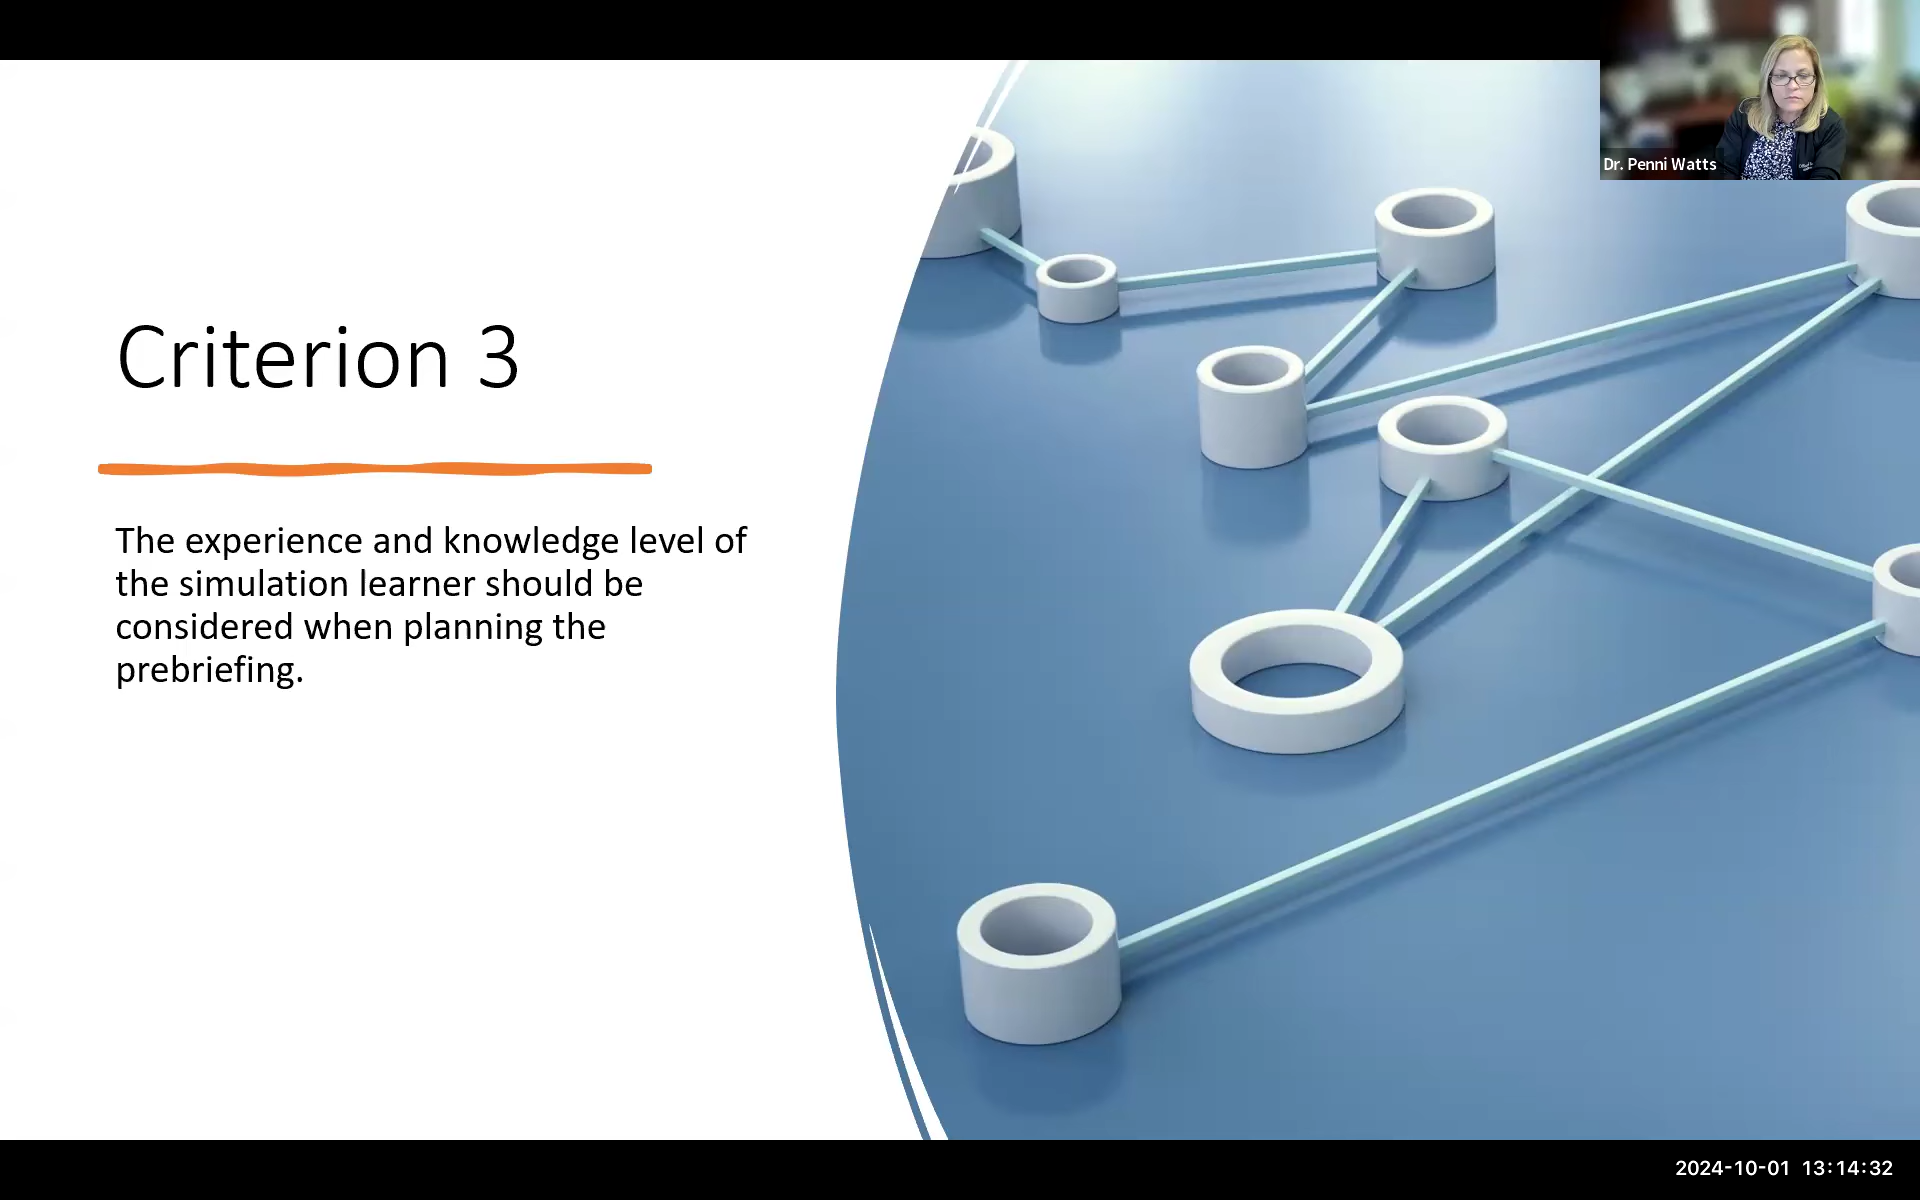 Dr. Penni Watts
Criterion 3
The experience and knowledge level of
the simulation learner should be
considered when planning the
prebriefing.
2024-10-01 13:14:32